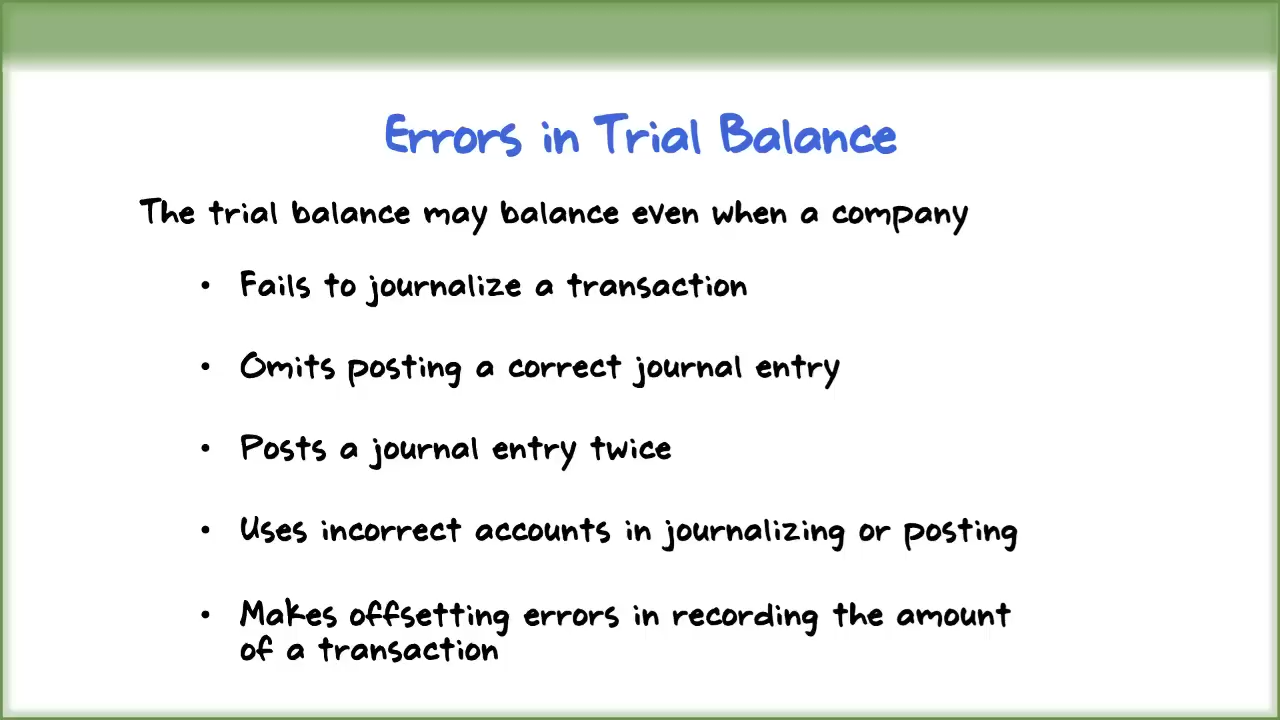 Errors in Trial Balance
The trial balance may balance even when a company
• Fails to journalize a transaction
• Omits posting a correct journal entry
• Posts a journal entry twice
• Uses incorrect accounts in journalizing or posting
• Makes offsetting errors in recording the amount
of a transaction